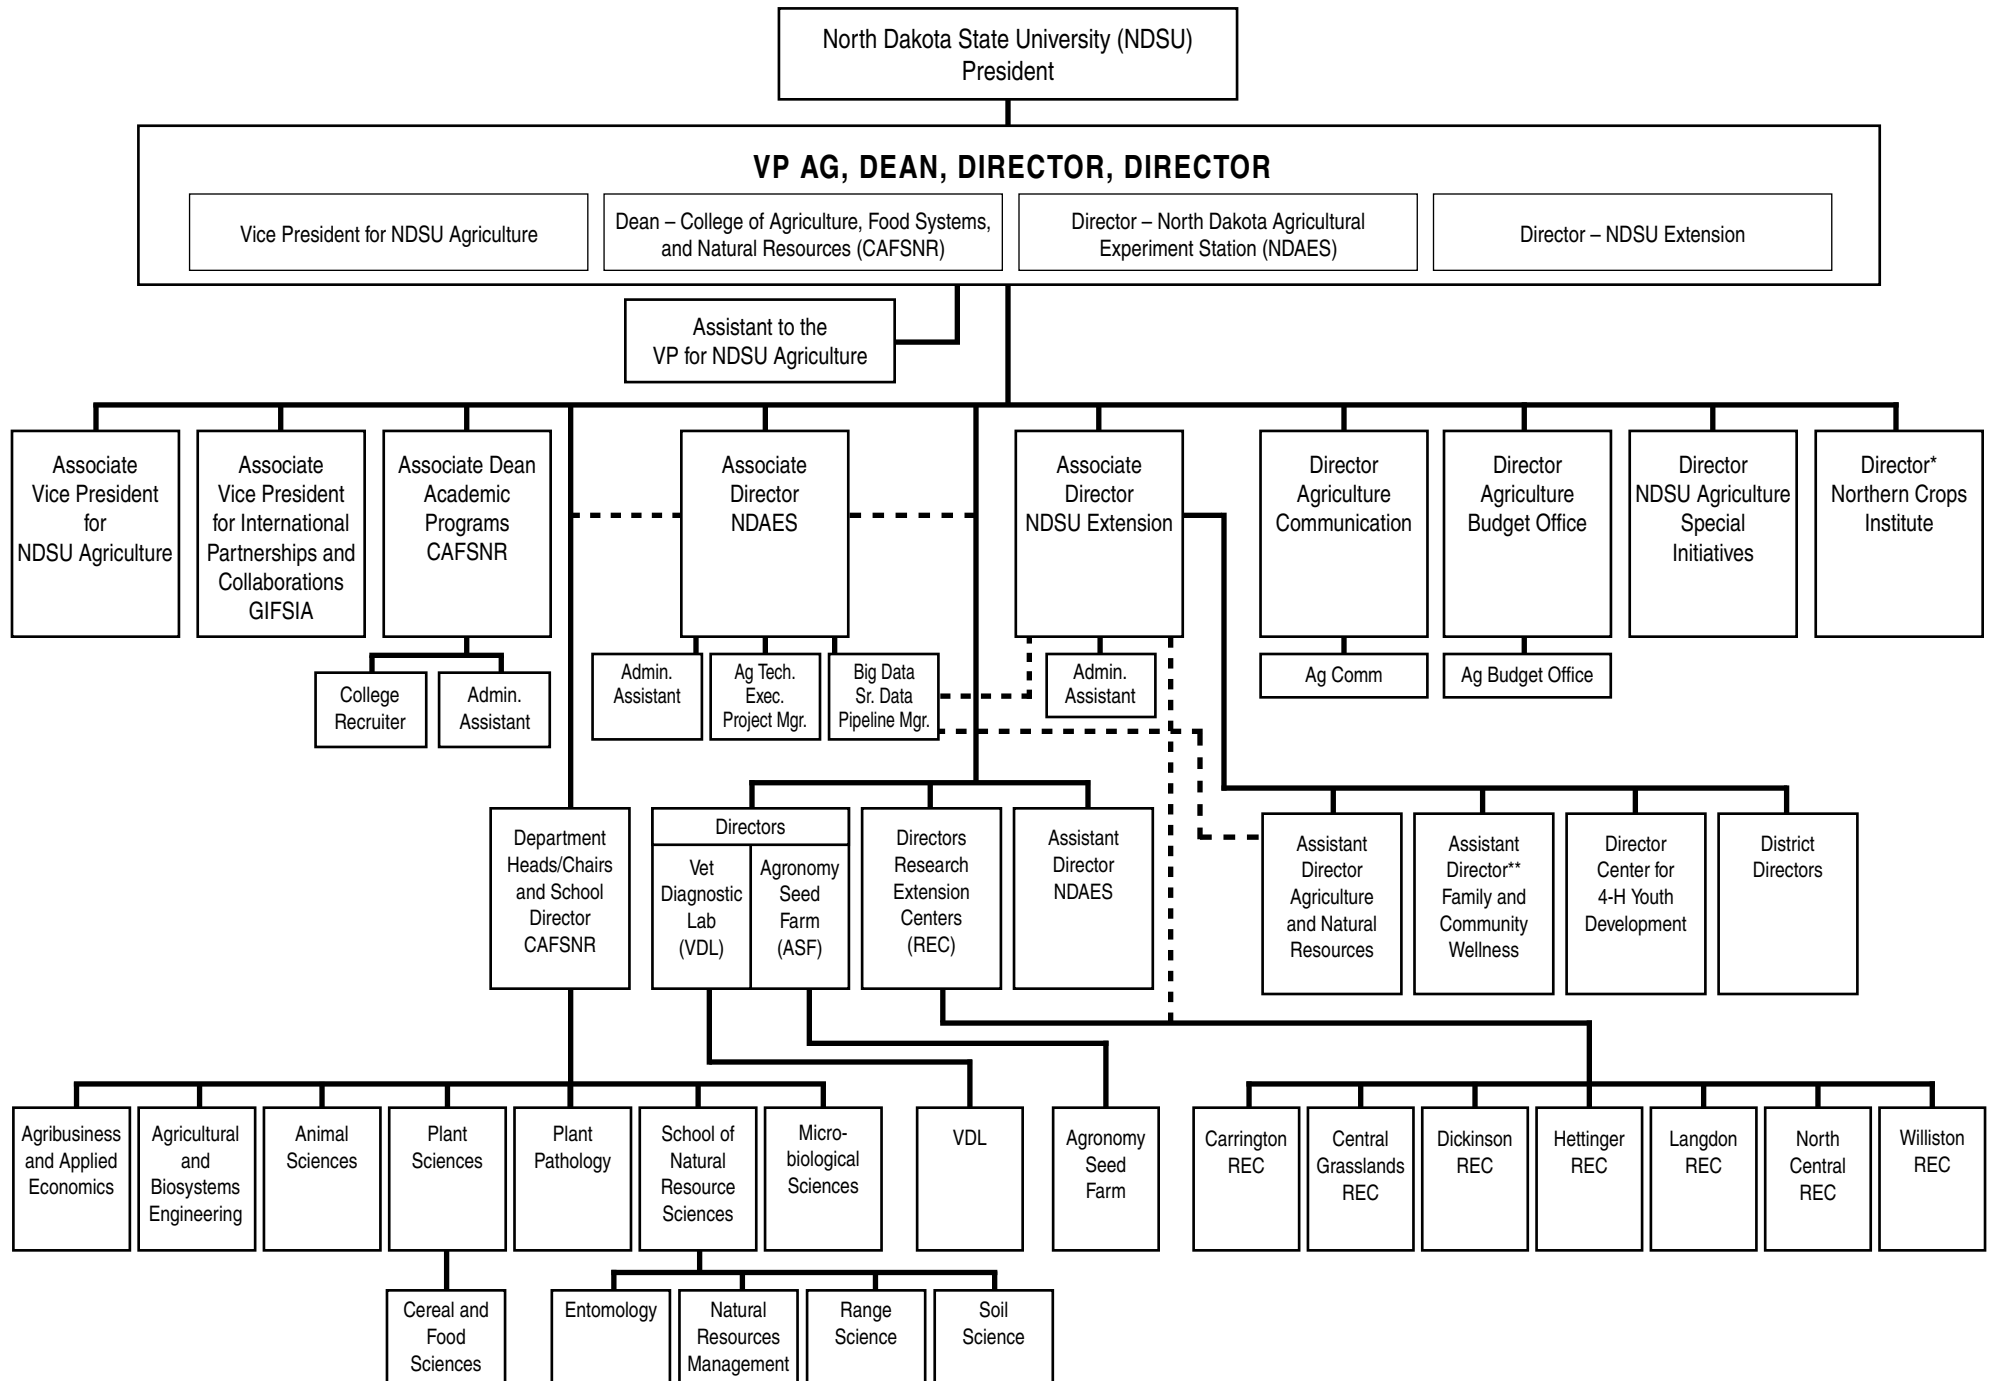 North Dakota State University (NDSU)
President
VP AG, DEAN, DIRECTOR, DIRECTOR
Vice President for NDSU Agriculture
Dean – College of Agriculture, Food Systems,
and Natural Resources (CAFSNR)
Director – North Dakota Agricultural
Experiment Station (NDAES)
Director – NDSU Extension
Assistant to the
VP for NDSU Agriculture
Associate
Vice President
for
NDSU Agriculture
Associate
Vice President
for International
Partnerships and
Collaborations
GIFSIA
Associate Dean
Academic
Programs
CAFSNR
Associate
Director
NDAES
Associate
Director
NDSU Extension
Director
Agriculture
Communication
Director
Agriculture
Budget Office
Director
NDSU Agriculture
Special
Initiatives
Director*
Northern Crops
Institute
College
Recruiter
Admin.
Assistant
Admin.
Assistant
Ag Tech.
Exec.
Project Mgr.
Big Data
Sr. Data
Pipeline Mgr.
Admin.
Assistant
Ag Comm
Ag Budget Office
Department
Heads/Chairs
and School
Director
CAFSNR
Directors
Vet
Diagnostic
Lab
(VDL)
Agronomy
Seed
Farm
(ASF)
Directors
Research
Extension
Centers
(REC)
Assistant
Director
NDAES
Assistant
Director
Agriculture
and Natural
Resources
Assistant
Director**
Family and
Community
Wellness
Director
Center for
4-H Youth
Development
District
Directors
Agribusiness
and Applied
Economics
Agricultural
and
Biosystems
Engineering
Animal
Sciences
Plant
Sciences
Plant
Pathology
School of
Natural
Resource
Sciences
Micro-
biological
Sciences
VDL
Agronomy
Seed
Farm
Carrington
REC
Central
Grasslands
REC
Dickinson
REC
Hettinger
REC
Langdon
REC
North
Central
REC
Williston
REC
Cereal and
Food
Sciences
Entomology
Natural
Resources
Management
Range
Science
Soil
Science